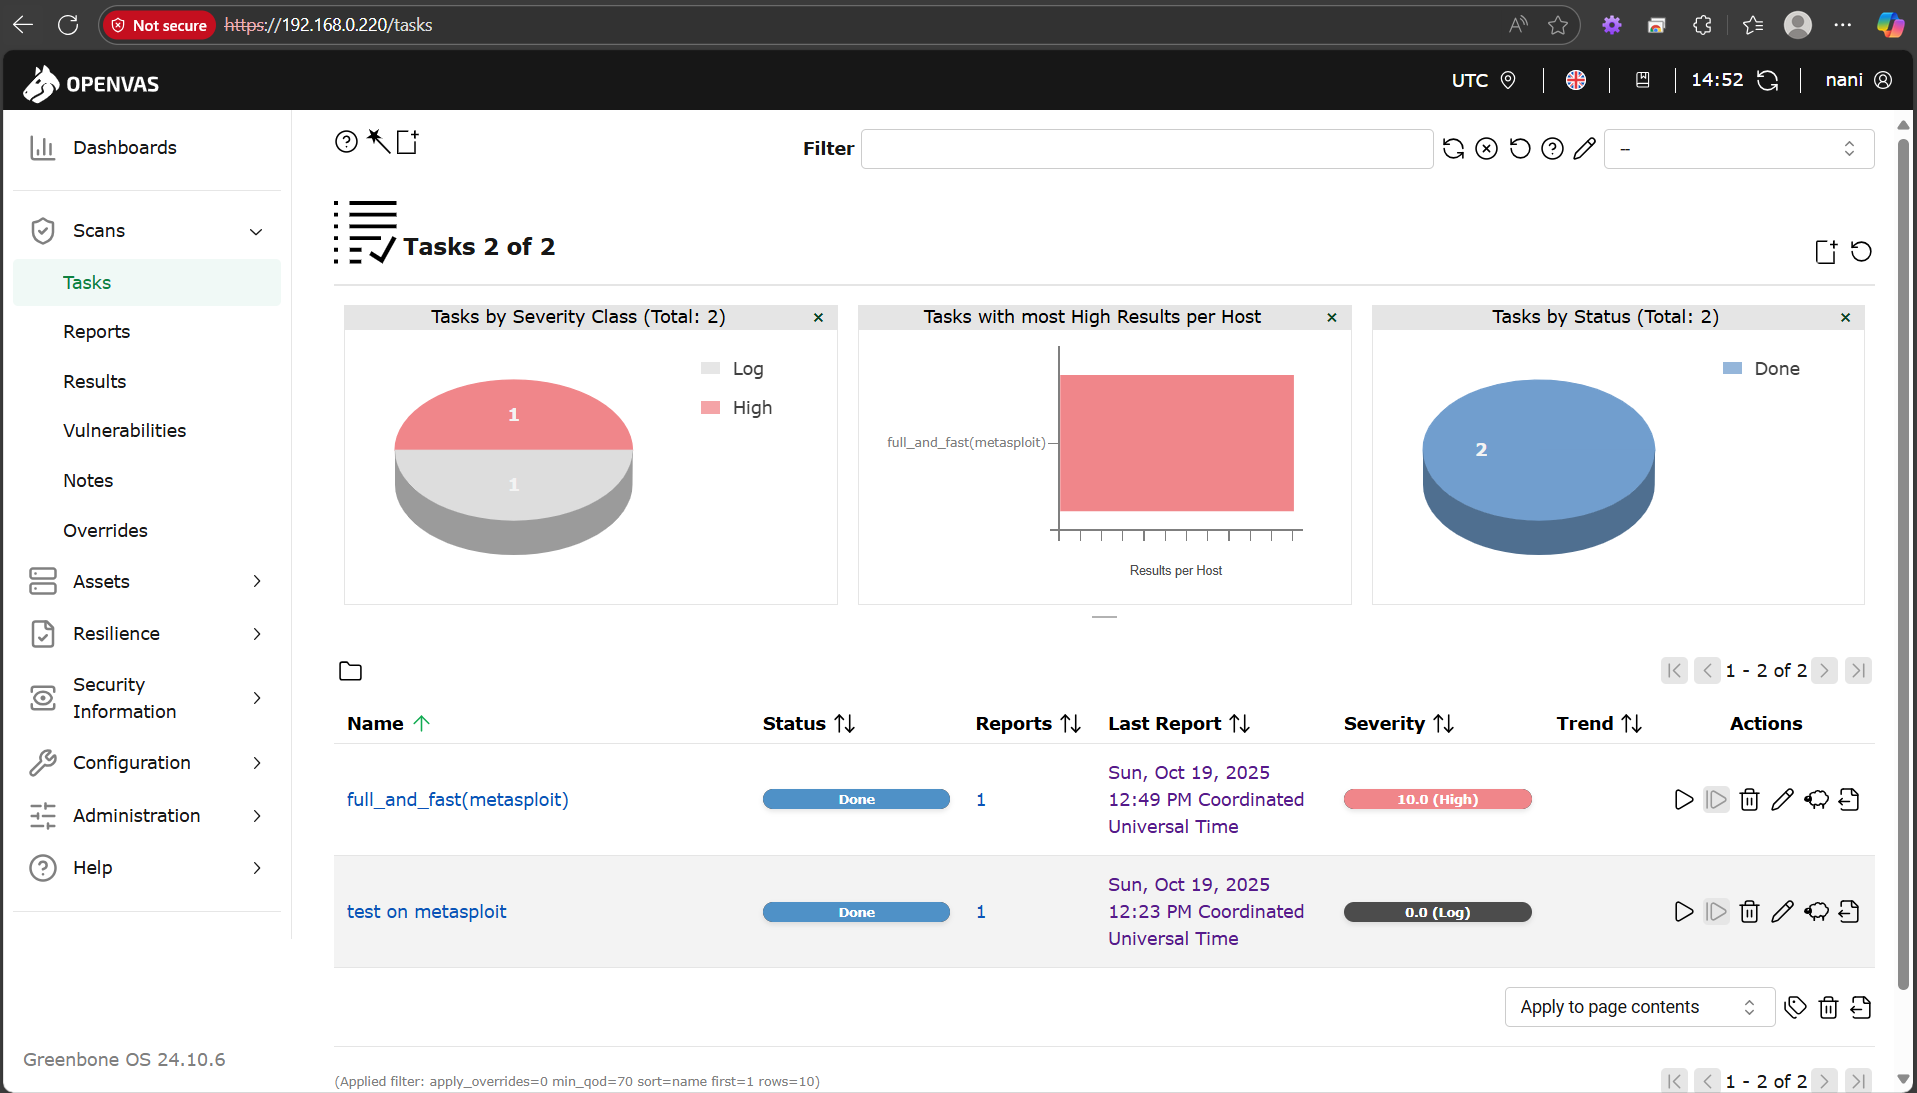 Not secure
https://192.168.0.220/tasks
OPENVAS
UTC
14:52
nani
Dashboards
Scans
Tasks
Reports
Results
Vulnerabilities
Notes
Overrides
Assets
Resilience
Security
Information
Configuration
Administration
Help
Greenbone OS 24.10.6
Filter
--
Tasks 2 of 2
Tasks by Severity Class (Total: 2)
1
1
Log
High
Tasks with most High Results per Host
full_and_fast(metasploit)
Results per Host
Tasks by Status (Total: 2)
2
Done
1 - 2 of 2
Name Status Reports Last Report Severity Trend Actions
full_and_fast(metasploit)
Done
1
Sun, Oct 19, 2025
12:49 PM Coordinated
Universal Time
10.0 (High)
test on metasploit
Done
1
Sun, Oct 19, 2025
12:23 PM Coordinated
Universal Time
0.0 (Log)
Apply to page contents
(Applied filter: apply_overrides=0 min_qod=70 sort=name first=1 rows=10)
1 - 2 of 2